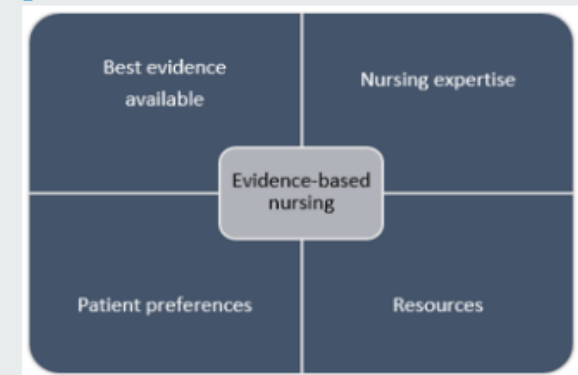 Best evidence
available
Nursing expertise
Evidence-based
nursing
Patient preferences
Resources